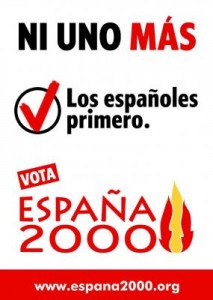 NI UNO MÁS
Los españoles
primero.
VOTA
ESPAÑA
2000
www.espana2000.org